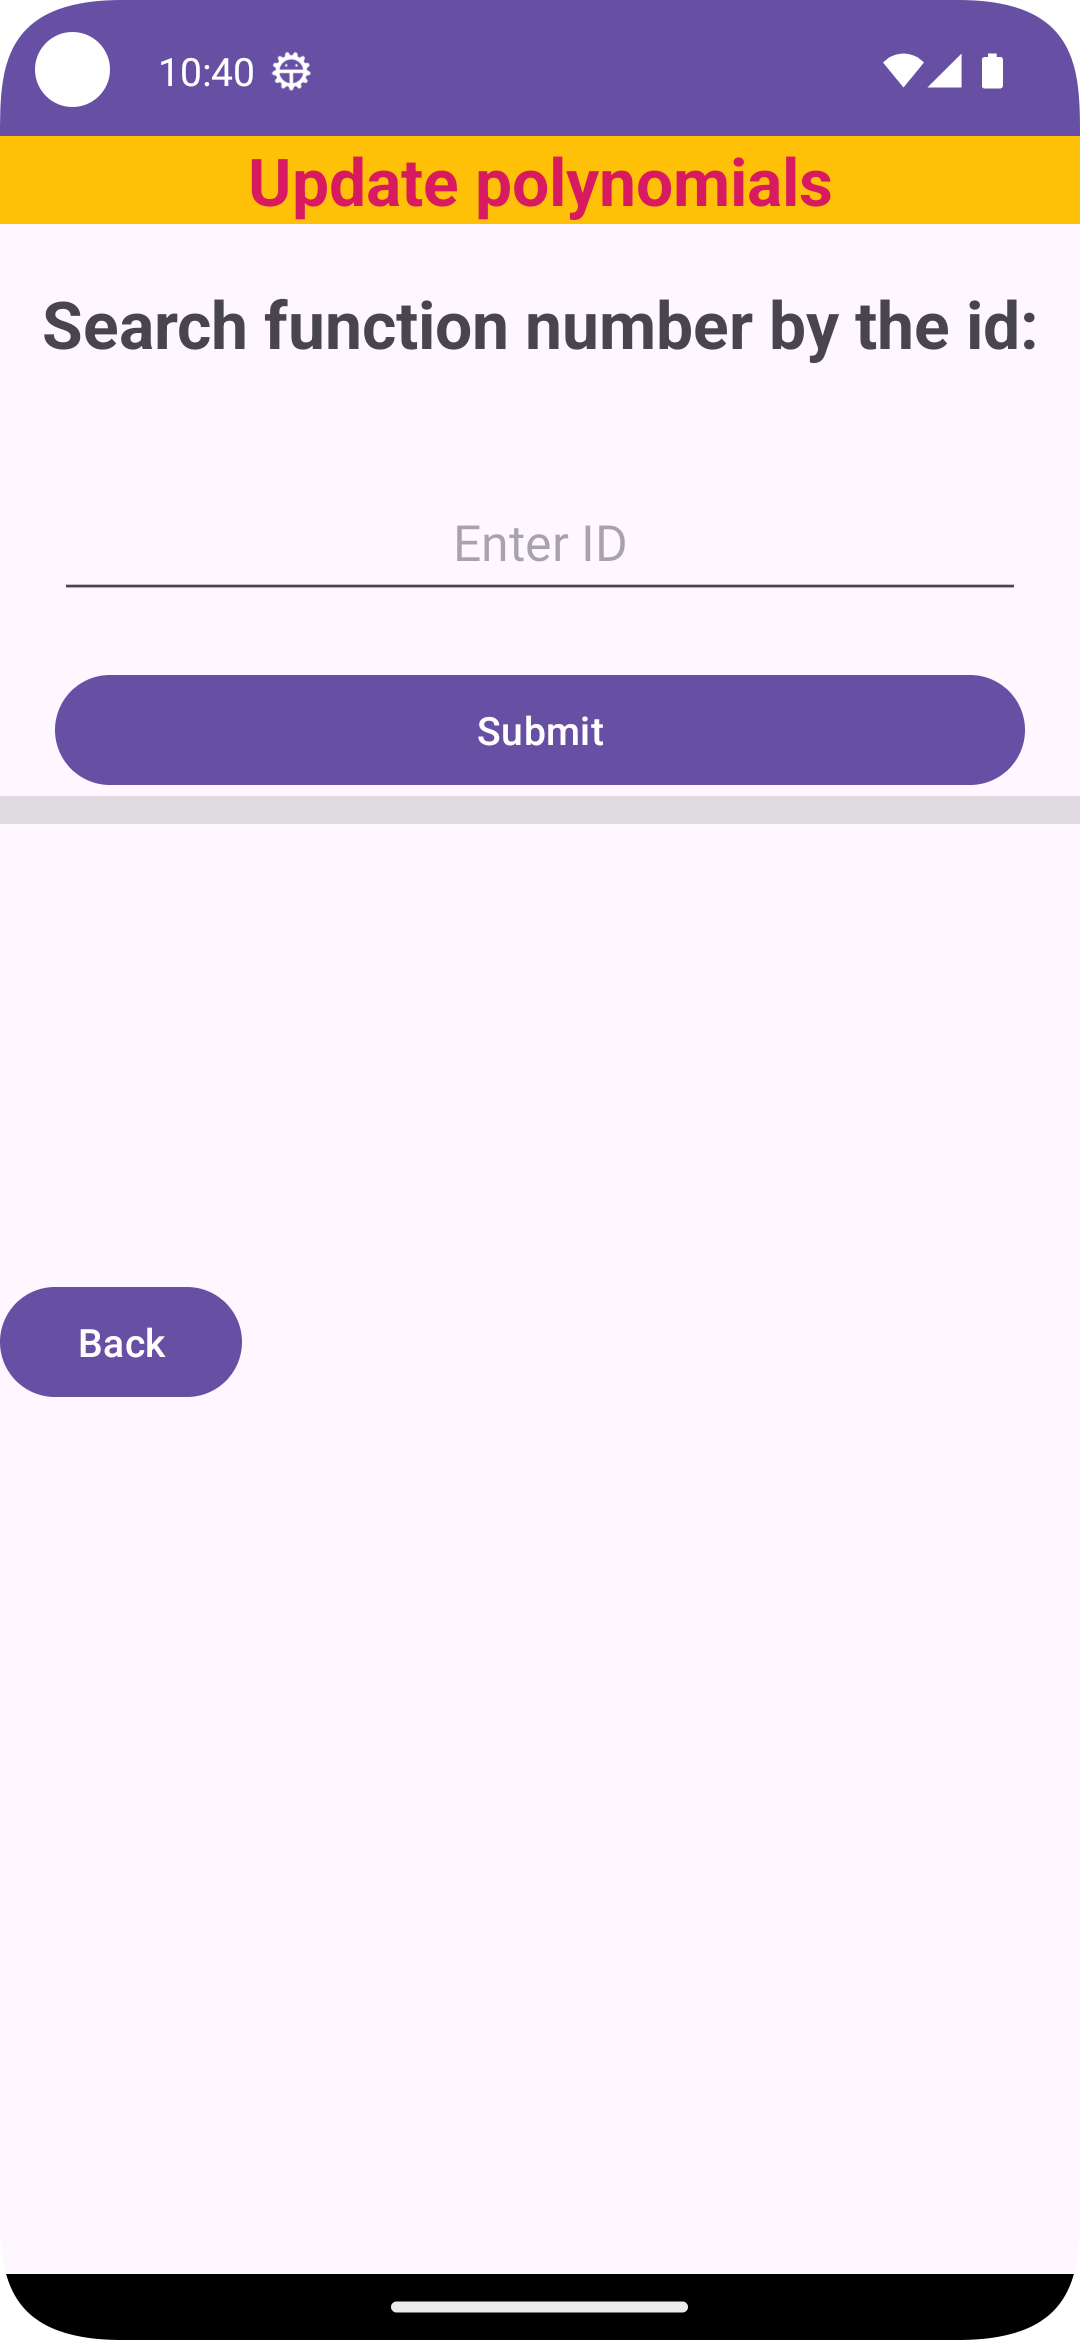 10:40
Update polynomials
Search function number by the id:
Enter ID
Submit
Back